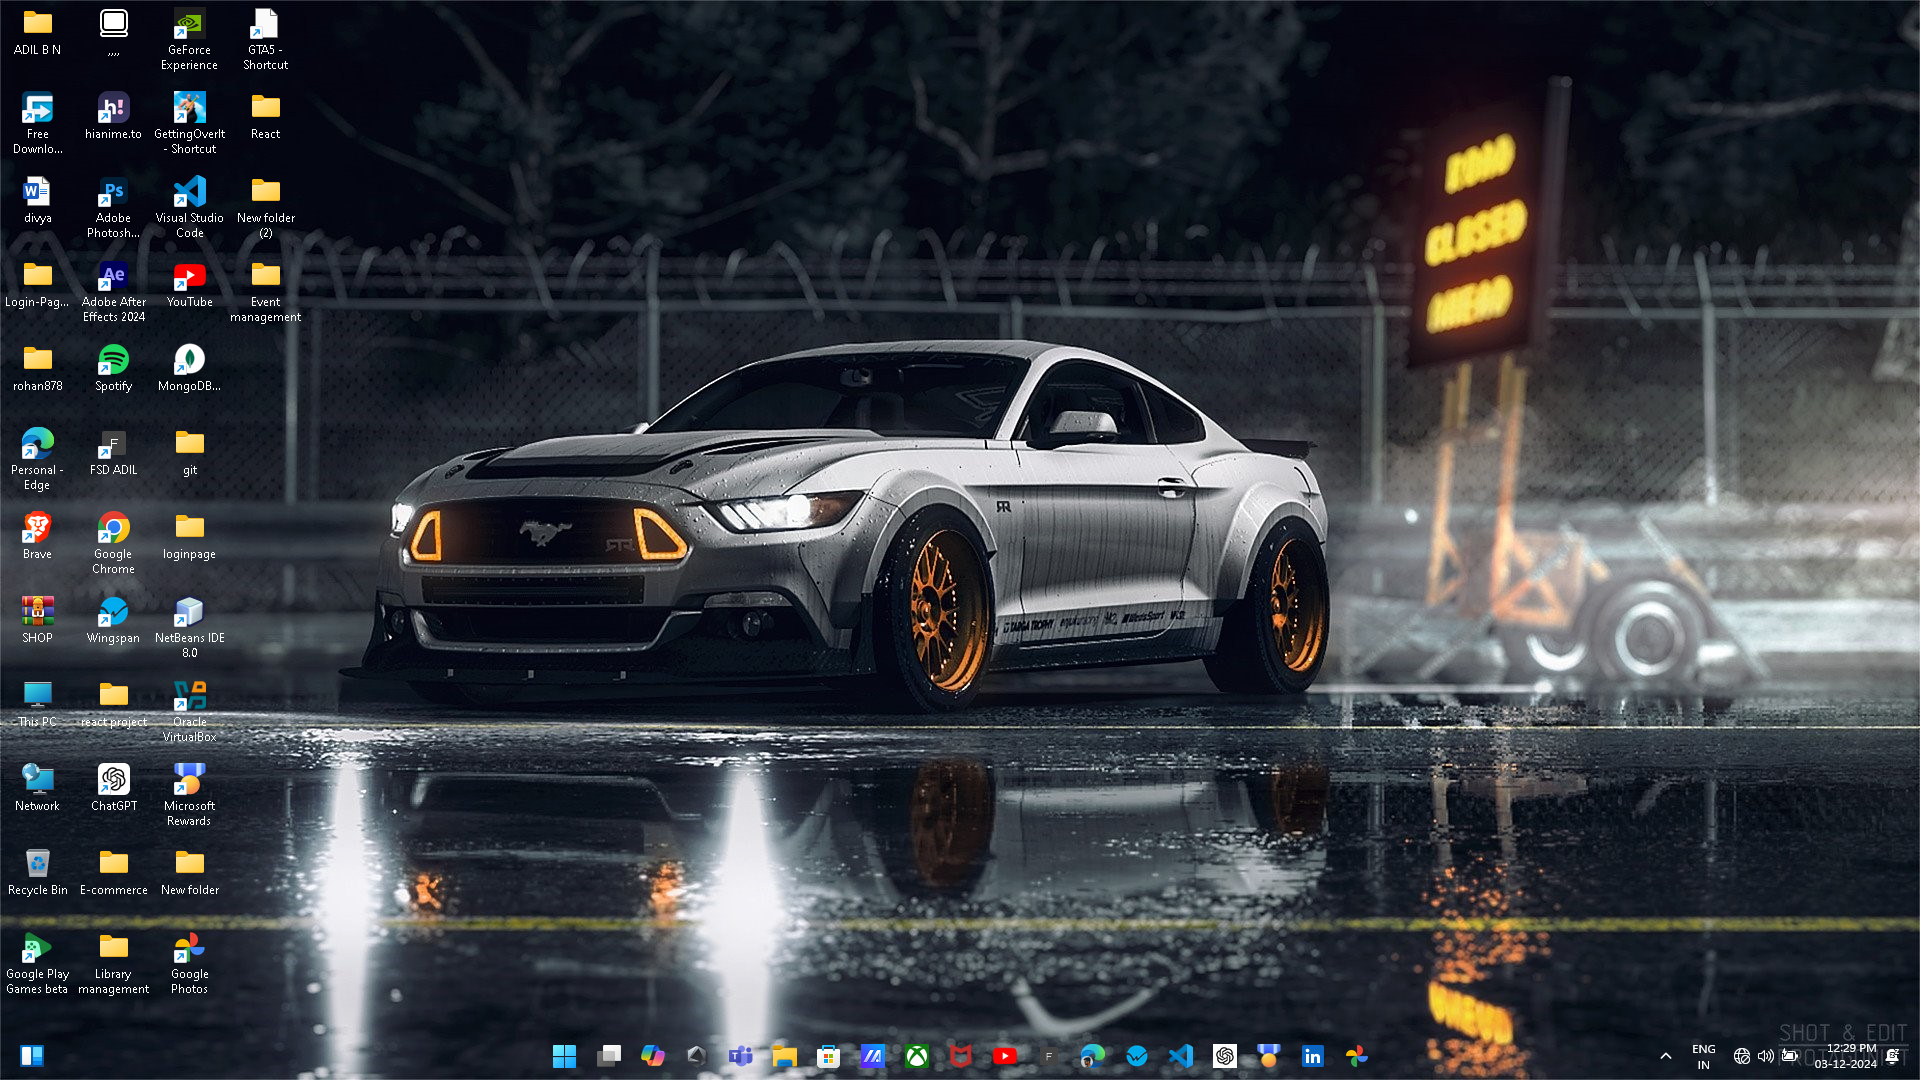 ADIL B N
,,,,
GeForce
Experience
GTA5 -
Shortcut
Free
Downlo...
hianime.to
GettingOverIt
- Shortcut
React
divya
Adobe
Photosh...
Visual Studio
Code
New folder
(2)
Login-Pag...
Adobe After
Effects 2024
YouTube
Event
management
rohan878
Spotify
MongoDB...
Personal -
Edge
FSD ADIL
git
Brave
Google
Chrome
loginpage
SHOP
Wingspan
NetBeans IDE
8.0
This PC
react project
Oracle
VirtualBox
Network
ChatGPT
Microsoft
Rewards
Recycle Bin
E-commerce
New folder
Google Play
Games beta
Library
management
Google
Photos
ROAD
CLOSED
AHEAD
RTR
TARGA TROPHY
SHOT & EDIT
ENG
IN
12:29 PM
03-12-2024